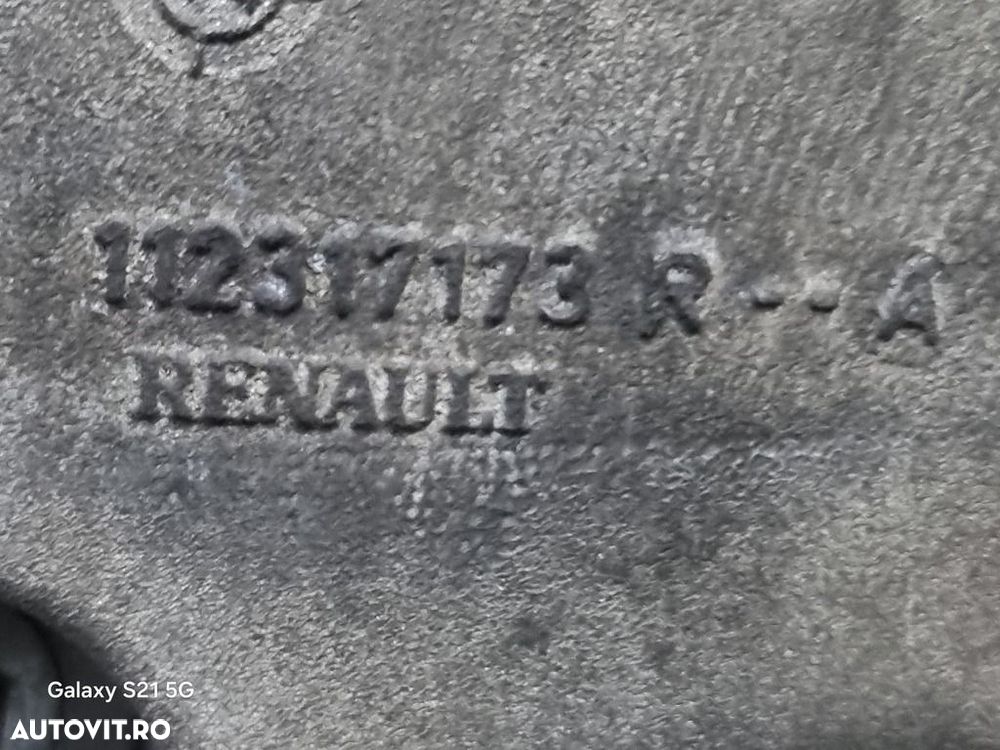 112317173 R--A
RENAULT
Galaxy S21 5G
AUTOVIT.RO